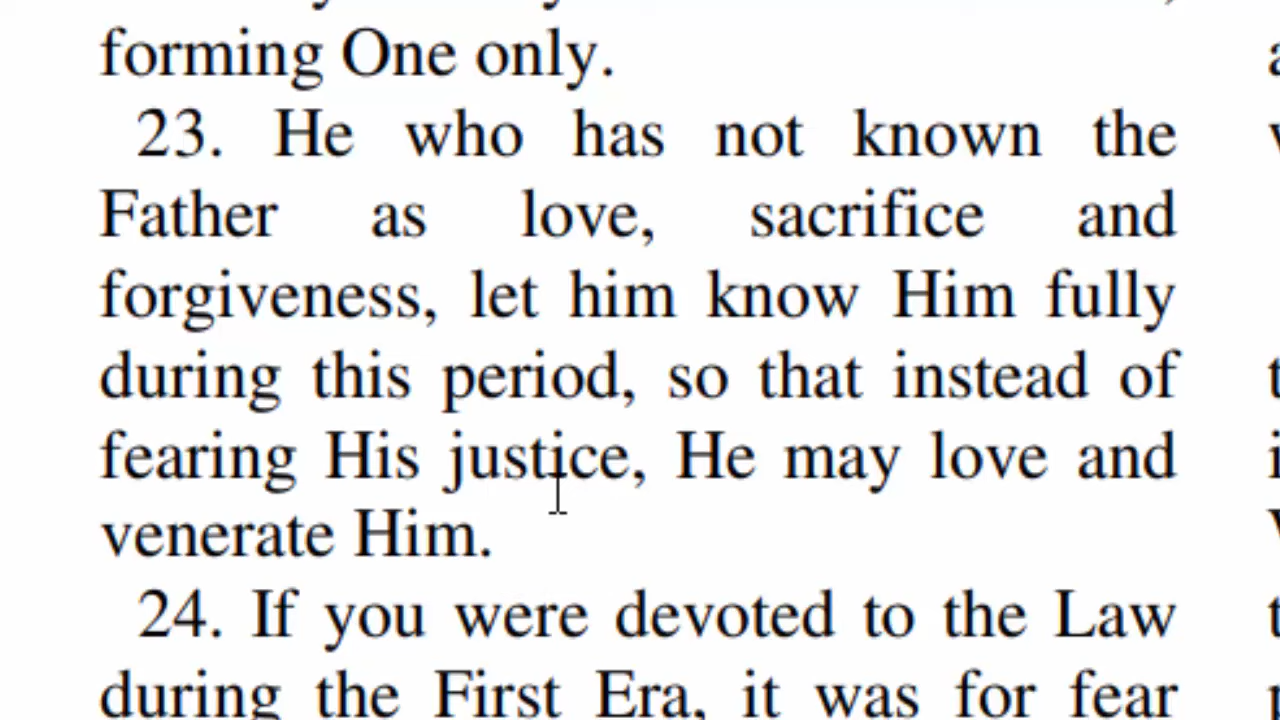 forming One only.
23. He who has not known the
Father as love, sacrifice and
forgiveness, let him know Him fully
during this period, so that instead of
fearing His justice, He may love and
venerate Him.
24. If you were devoted to the Law
during the First Era, it was for fear